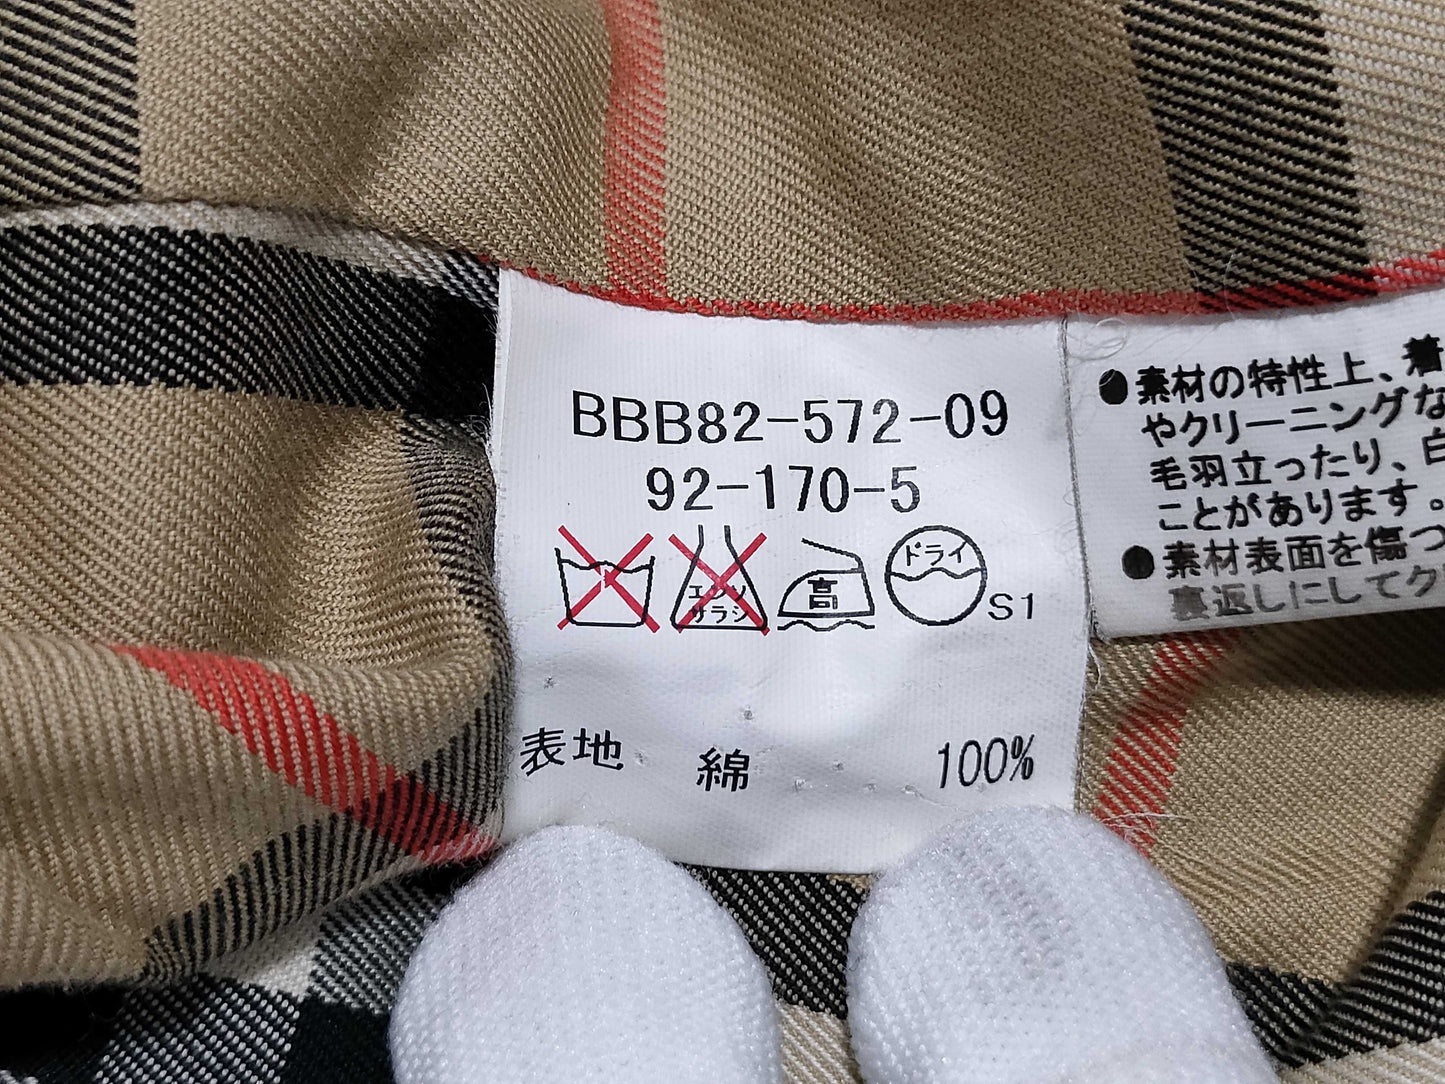 BBB82-572-09
92-170-5
エンソ
サラシ
高
ドライ
S1
表地 綿 100%
●素材の特性上、着
やクリーニングな
毛羽立ったり、白
ことがあります。
●素材表面を傷つ
裏返しにしてク